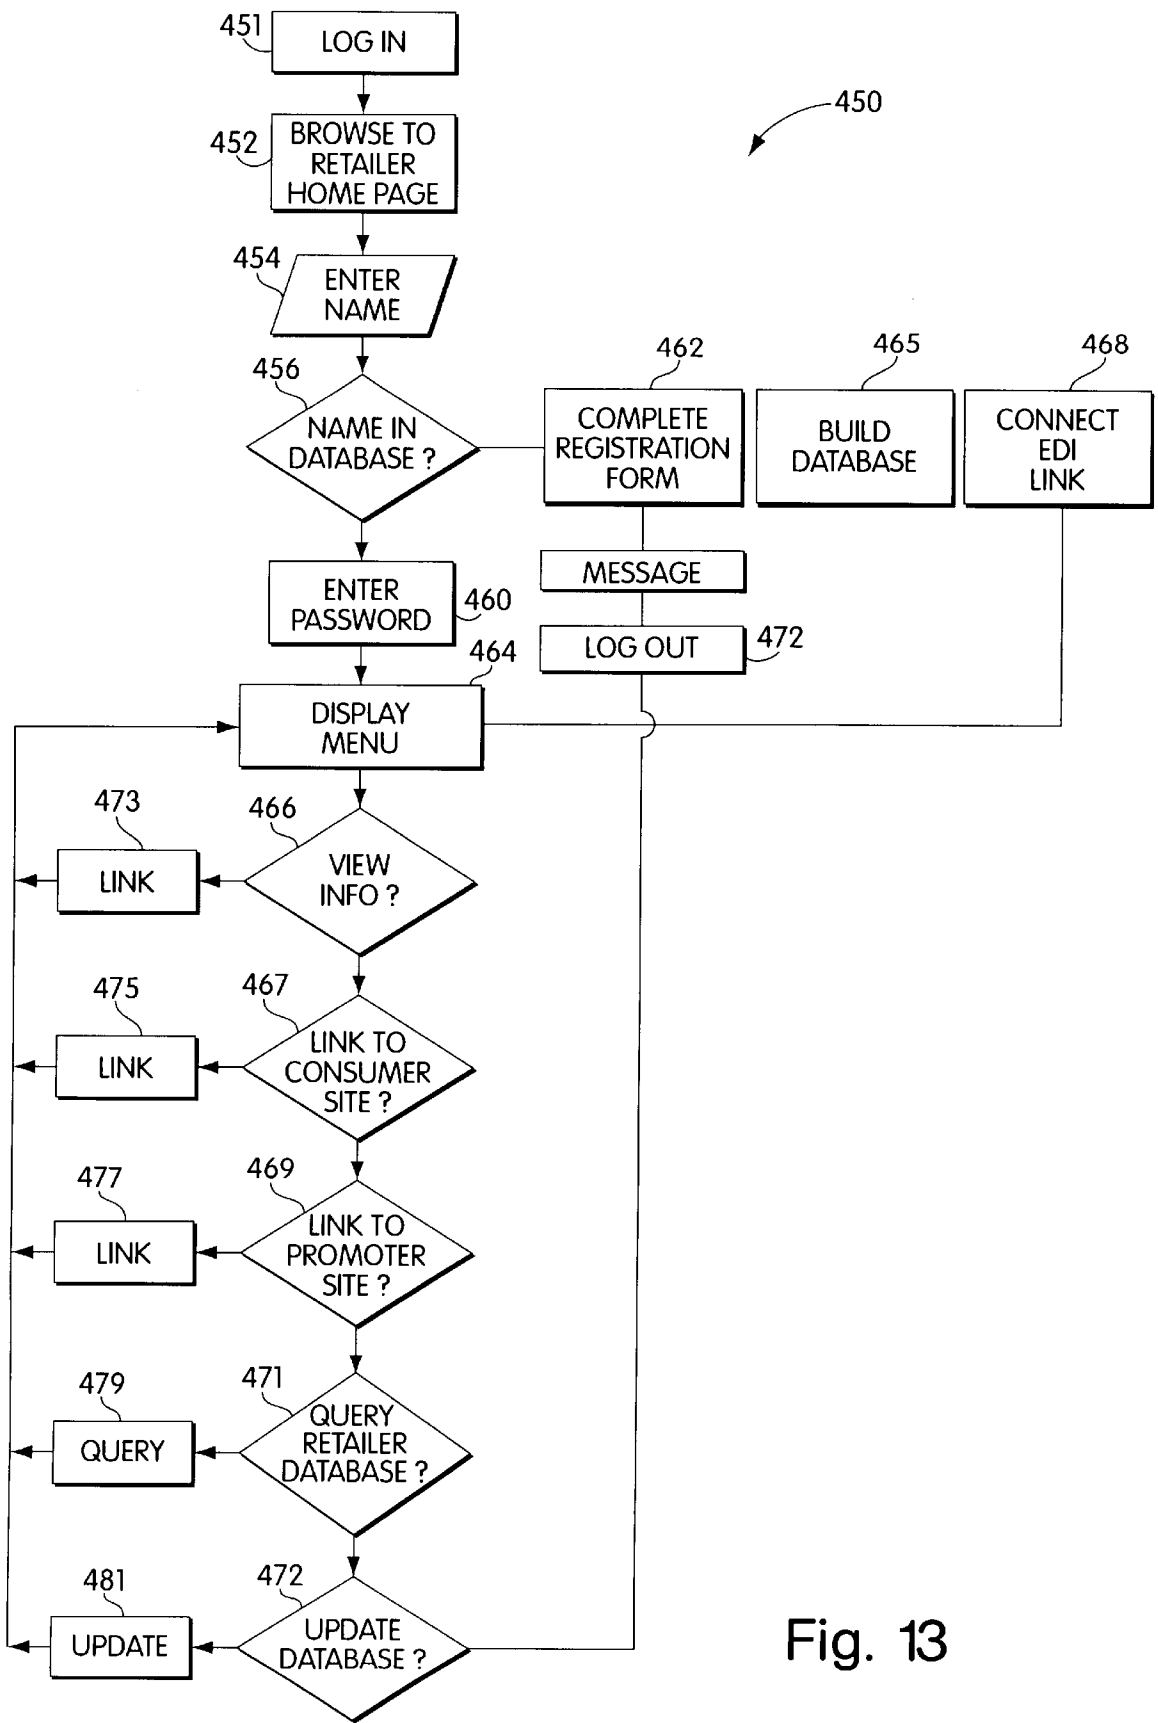 451
LOG IN
450
452
BROWSE TO
RETAILER
HOME PAGE
454
ENTER
NAME
456
NAME IN
DATABASE ?
462
COMPLETE
REGISTRATION
FORM
465
BUILD
DATABASE
468
CONNECT
EDI
LINK
MESSAGE
ENTER
PASSWORD
460
LOG OUT
472
464
DISPLAY
MENU
473
LINK
466
VIEW
INFO ?
475
LINK
467
LINK TO
CONSUMER
SITE ?
477
LINK
469
LINK TO
PROMOTER
SITE ?
479
QUERY
471
QUERY
RETAILER
DATABASE ?
481
UPDATE
472
UPDATE
DATABASE ?
Fig. 13